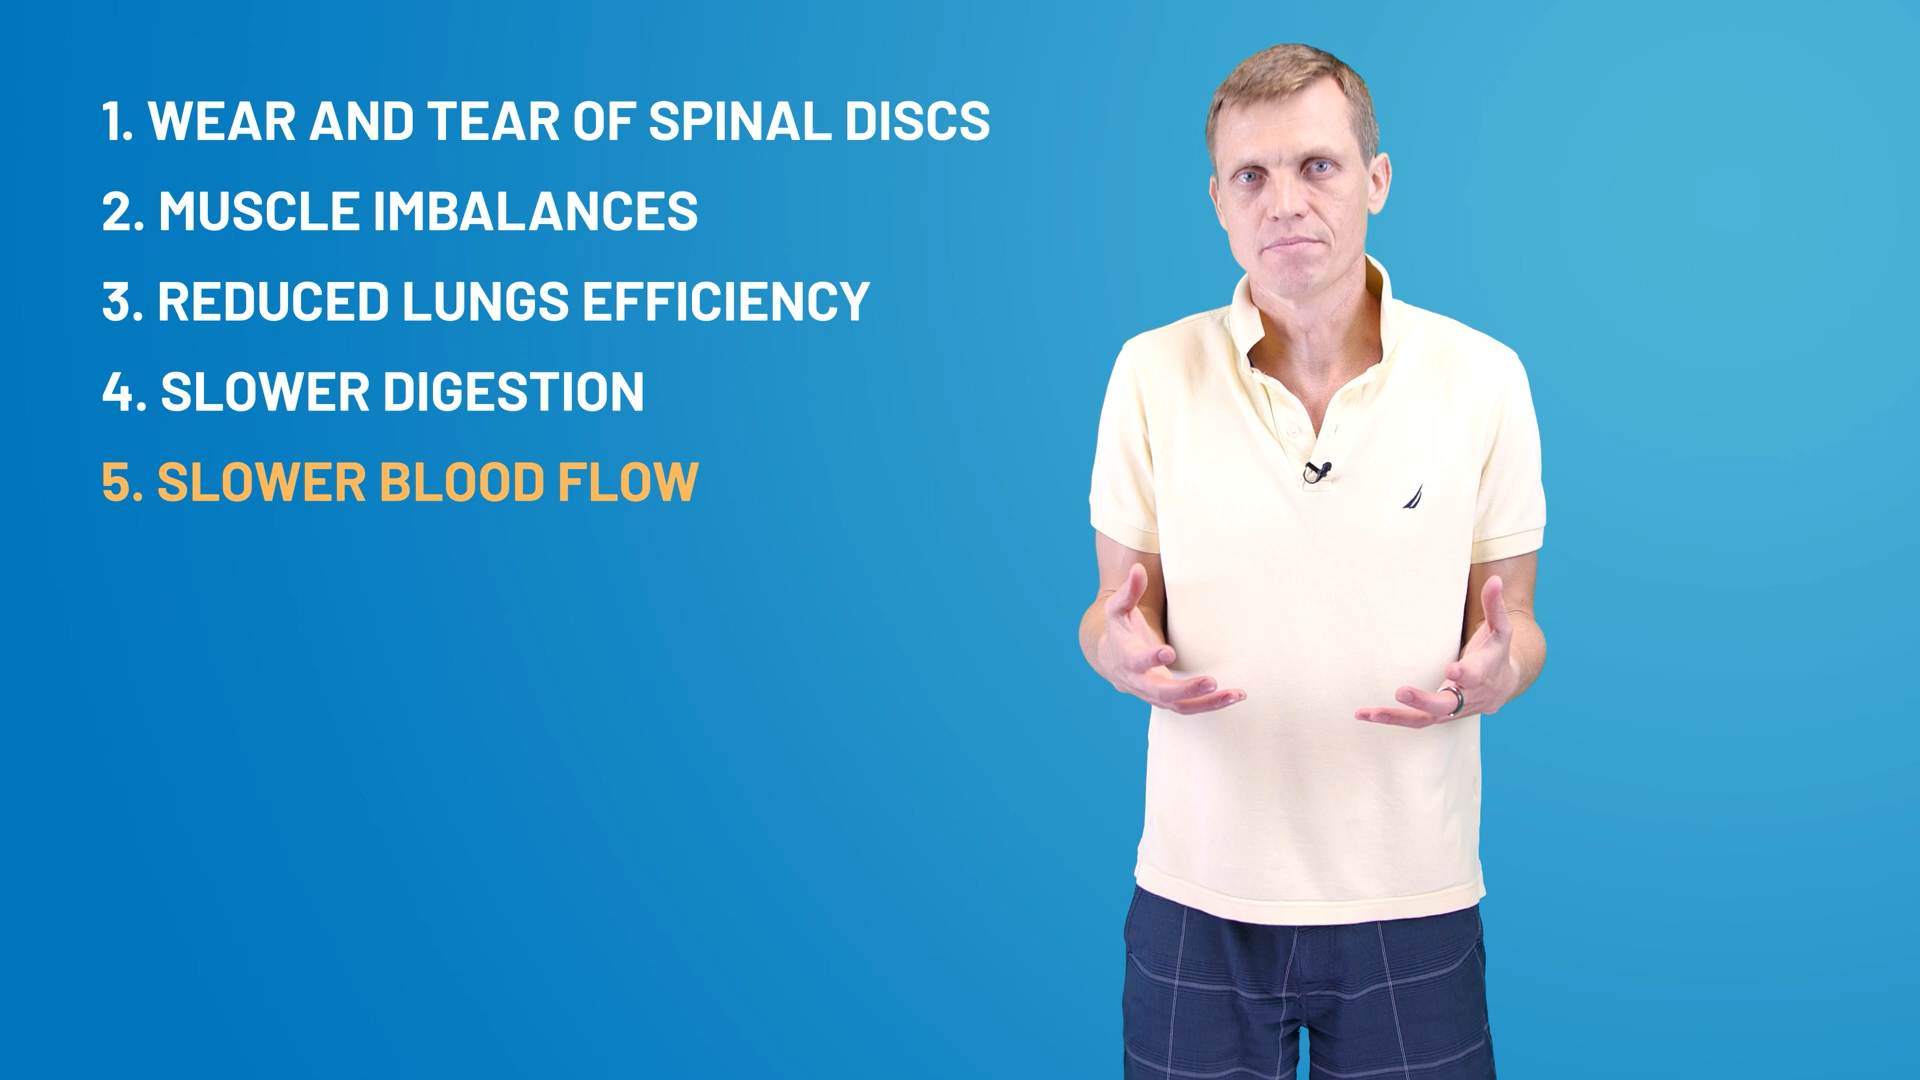 1. WEAR AND TEAR OF SPINAL DISCS
2. MUSCLE IMBALANCES
3. REDUCED LUNGS EFFICIENCY
4. SLOWER DIGESTION
5. SLOWER BLOOD FLOW